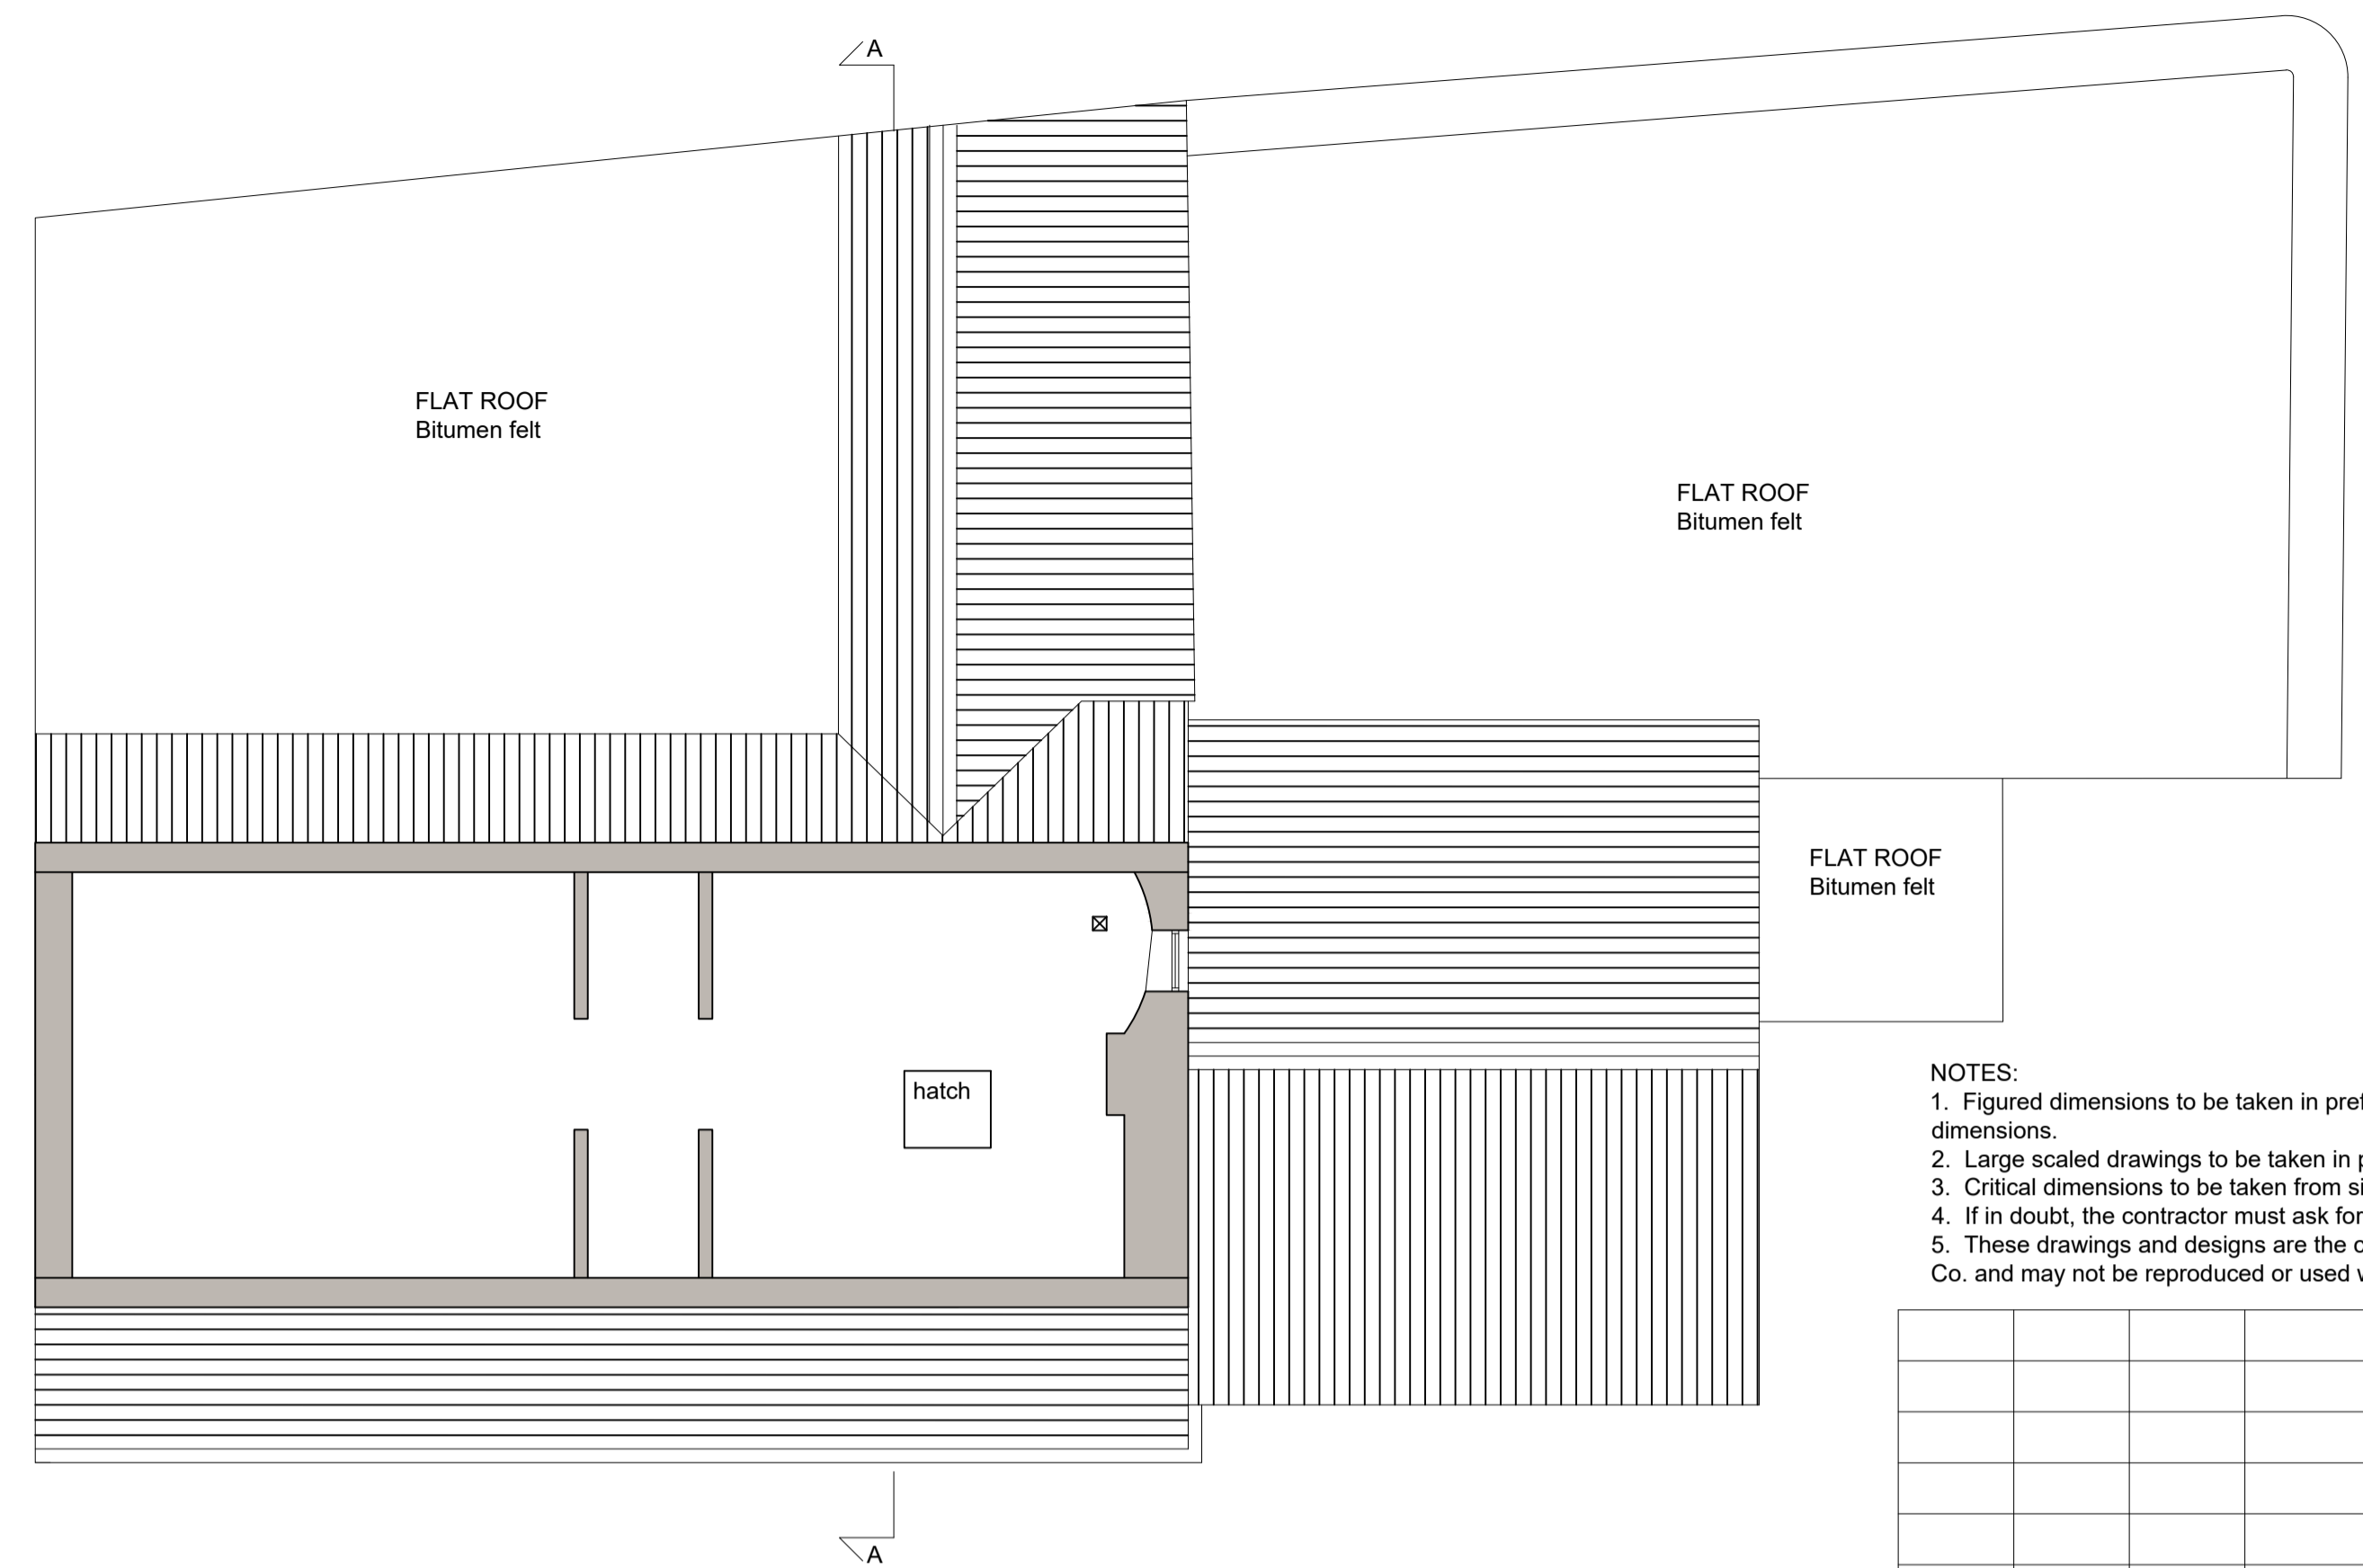 A
FLAT ROOF
Bitumen felt
FLAT ROOF
Bitumen felt
FLAT ROOF
Bitumen felt
hatch
NOTES:
1. Figured dimensions to be taken in
dimensions.
2. Large scaled drawings to be taken in
3. Critical dimensions to be taken from
4. If in doubt, the contractor must ask for
5. These drawings and designs are the
Co. and may not be reproduced or used
A